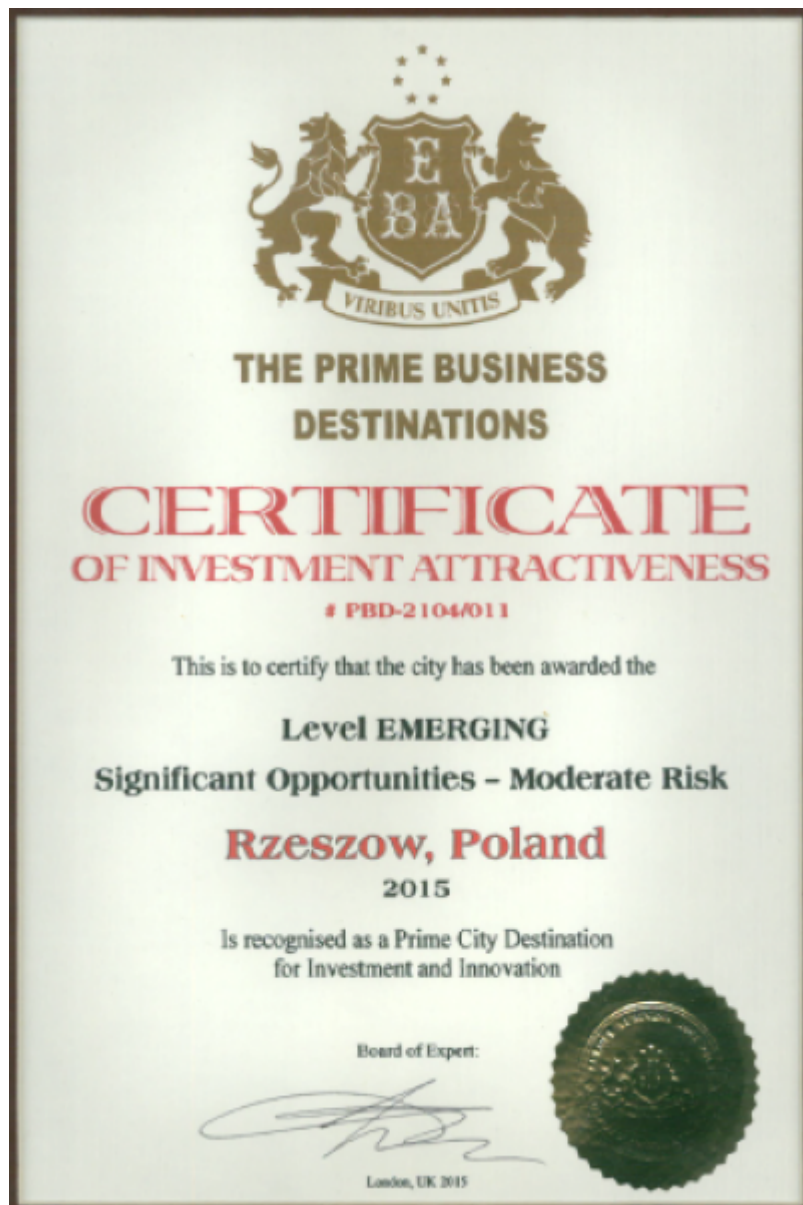 E
BA
VIRIBUS UNITIS
THE PRIME BUSINESS
DESTINATIONS
CERTIFICATE
OF INVESTMENT ATTRACTIVENESS
# PBD-2104/011
This is to certify that the city has been awarded the
Level EMERGING
Significant Opportunities – Moderate Risk
Rzeszow, Poland
2015
Is recognised as a Prime City Destination
for Investment and Innovation
Board of Expert:
London, UK 2015